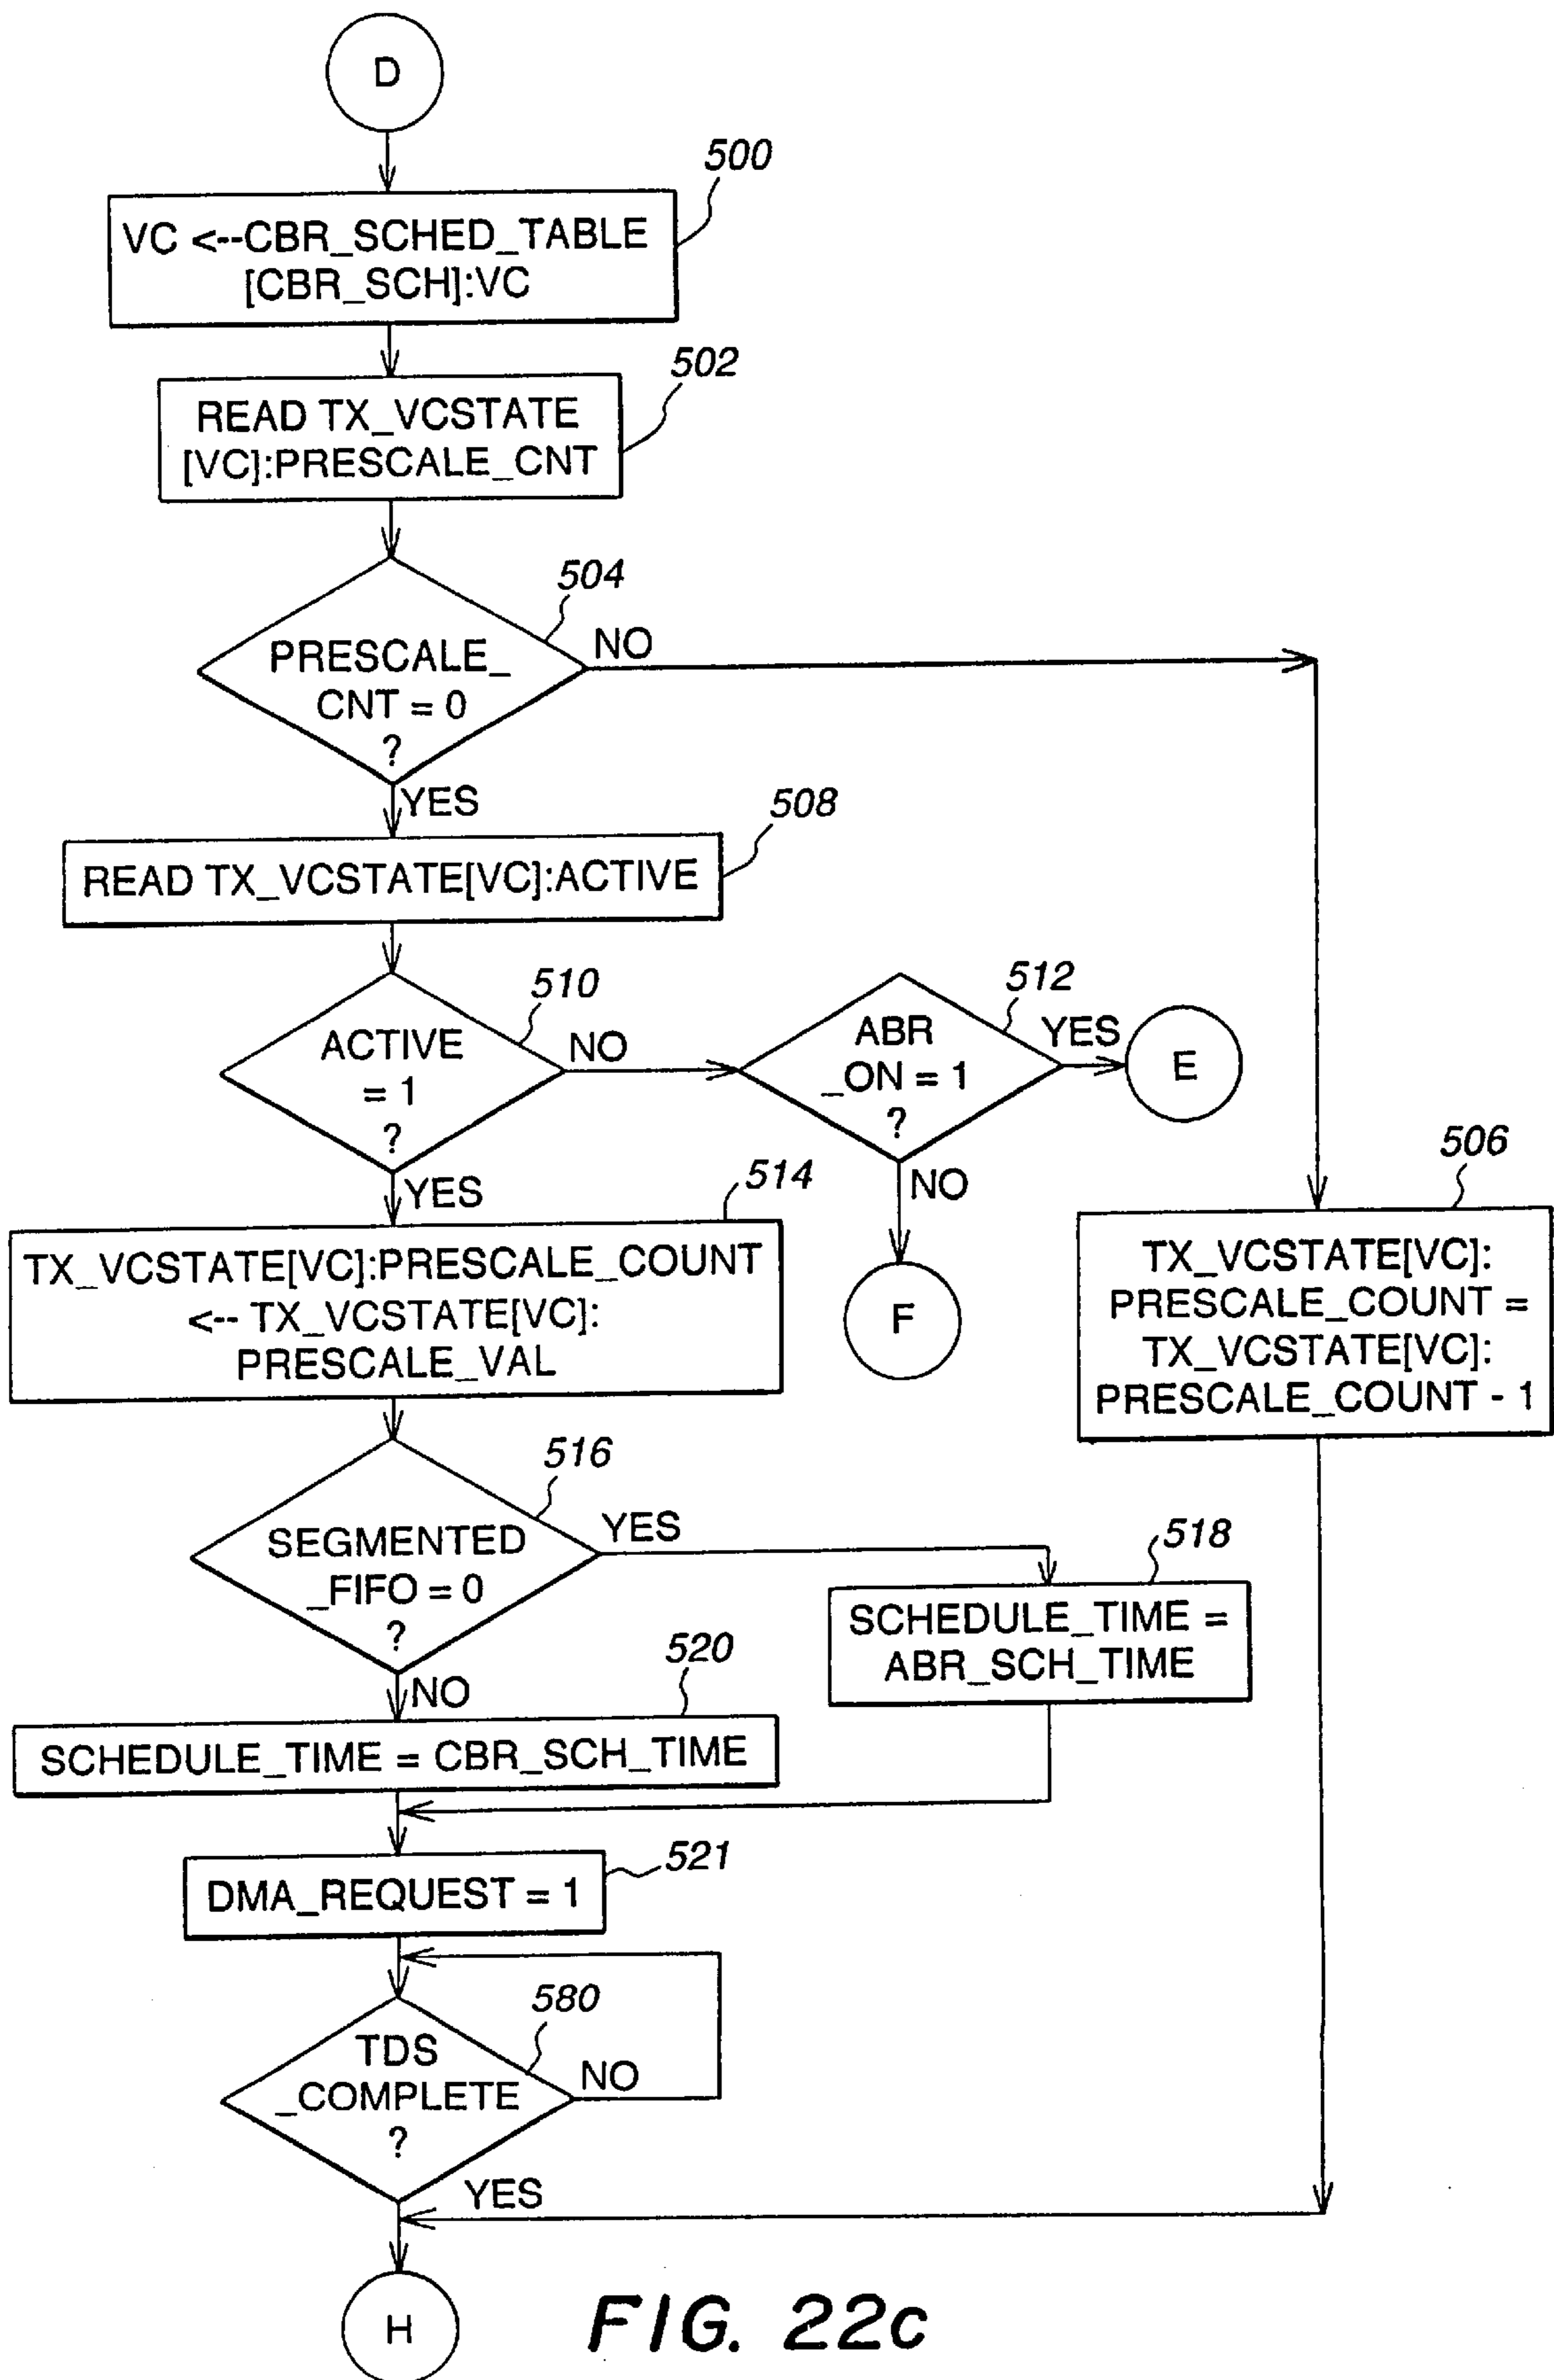 D
500
VC <--CBR_SCHED_TABLE
[CBR_SCH]:VC
502
READ TX_VCSTATE
[VC]:PRESCALE_CNT
504
PRESCALE_
CNT = 0
?
NO
YES
508
READ TX_VCSTATE[VC]:ACTIVE
510
ACTIVE
= 1
?
NO
512
ABR
_ON = 1
?
YES
E
NO
F
YES
514
TX_VCSTATE[VC]:PRESCALE_COUNT
<-- TX_VCSTATE[VC]:
PRESCALE_VAL
506
TX_VCSTATE[VC]:
PRESCALE_COUNT =
TX_VCSTATE[VC]:
PRESCALE_COUNT - 1
516
SEGMENTED
_FIFO = 0
?
YES
518
SCHEDULE_TIME =
ABR_SCH_TIME
NO
520
SCHEDULE_TIME = CBR_SCH_TIME
521
DMA_REQUEST = 1
580
TDS
_COMPLETE
?
NO
YES
H
FIG. 22c